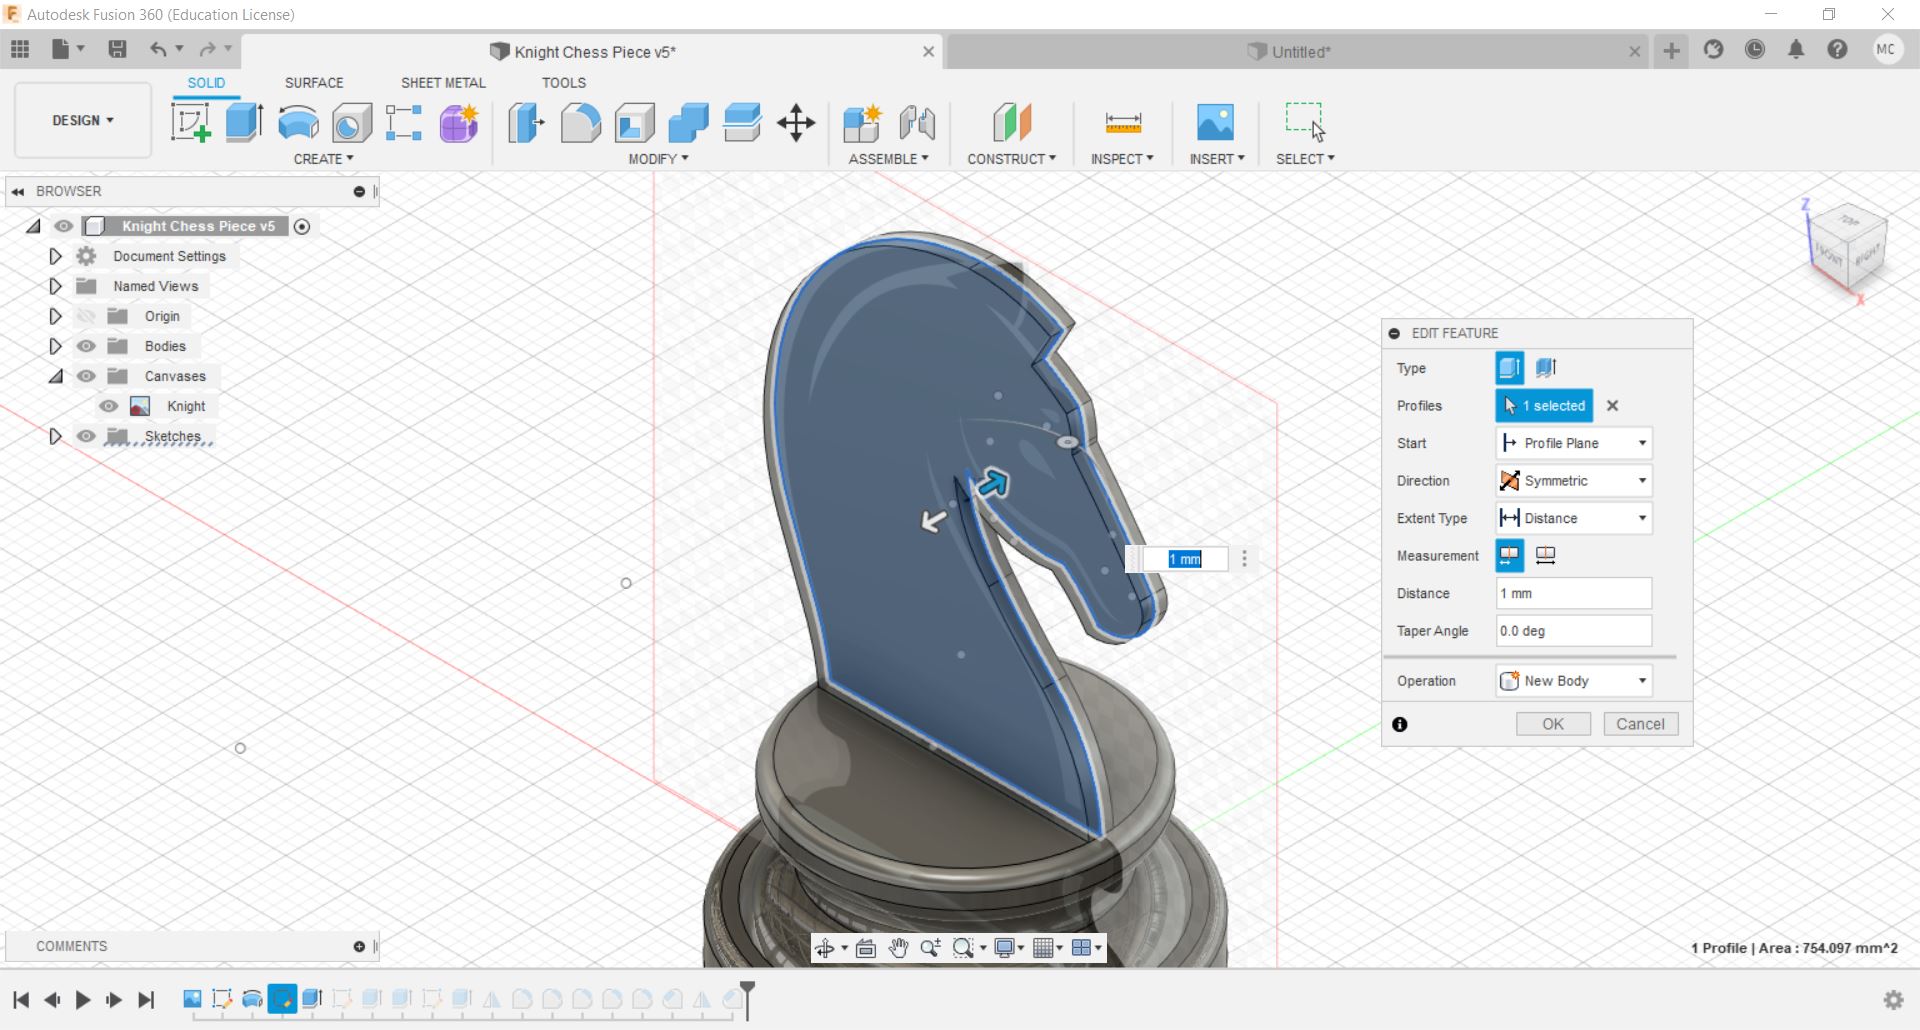 Autodesk Fusion 360 (Education License)
Knight Chess Piece v5*
Untitled*
MC
SOLID
SURFACE
SHEET METAL
TOOLS
DESIGN
CREATE
MODIFY
ASSEMBLE
CONSTRUCT
INSPECT
INSERT
SELECT
BROWSER
Knight Chess Piece v5
Document Settings
Named Views
Origin
Bodies
Canvases
Knight
Sketches
Z
TOP
FRONT
RIGHT
X
1 mm
EDIT FEATURE
Type
Profiles 1 selected
Start Profile Plane
Direction Symmetric
Extent Type Distance
Measurement
Distance 1 mm
Taper Angle 0.0 deg
Operation New Body
OK Cancel
COMMENTS
1 Profile | Area : 754.097 mm^2